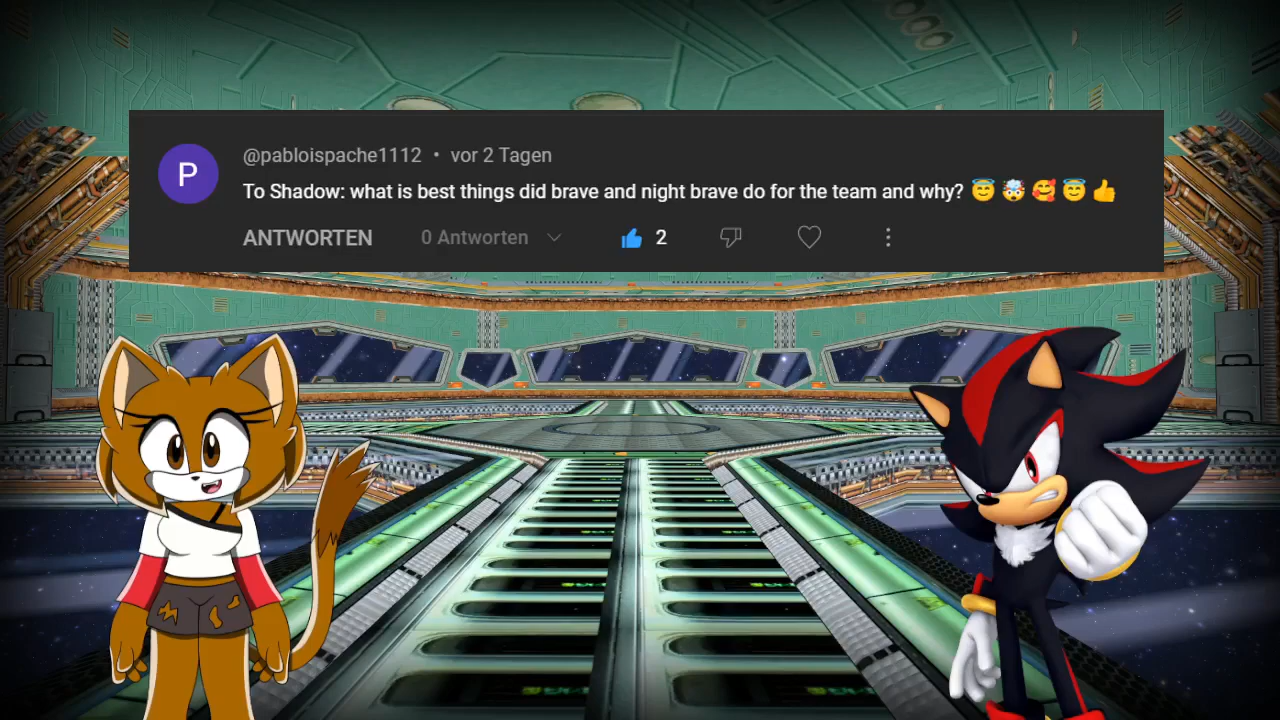 P
@pabloispache1112 • vor 2 Tagen
To Shadow: what is best things did brave and night brave do for the team and why? 😇 🤯 🥰 😇 👍
ANTWORTEN 0 Antworten 2